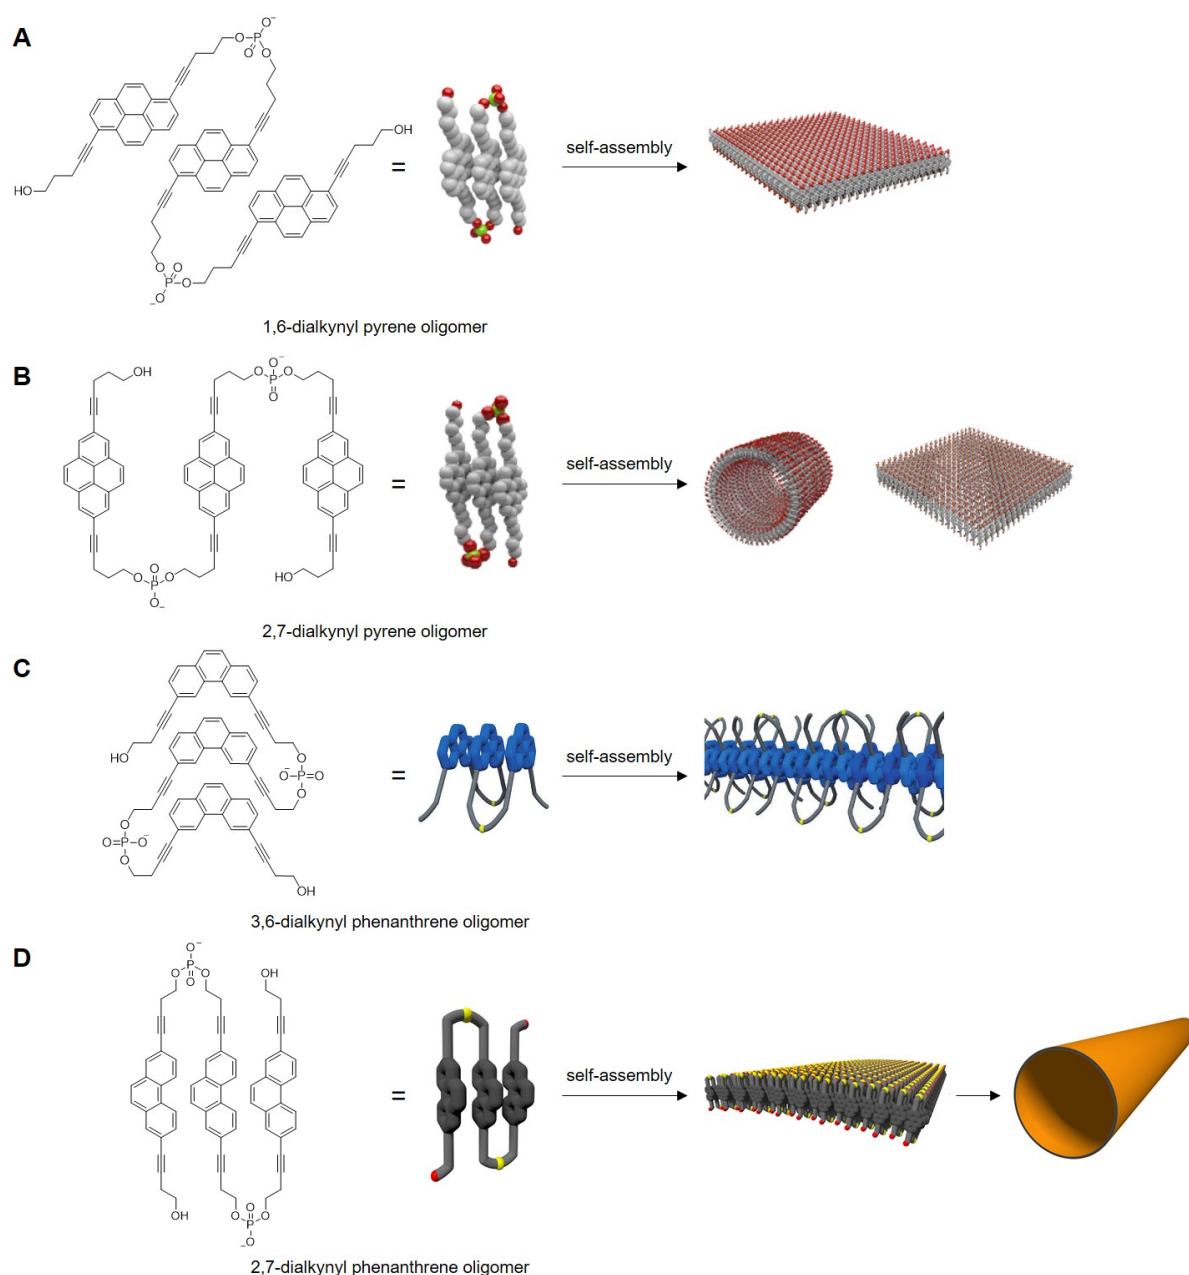 A
O−
O
P
O
O
OH
HO
=
self-assembly
O
O
P
O
−O
1,6-dialkynyl pyrene oligomer
B
OH
O−
O
P
O
O
=
self-assembly
HO
O
O
P
O
O−
2,7-dialkynyl pyrene oligomer
C
HO
O
O−
P
=O
O
=
self-assembly
O
O=P
O−
O
OH
3,6-dialkynyl phenanthrene oligomer
D
O−
O
P
O
O
OH
=
self-assembly
OH
O
O
P
O
−O
2,7-dialkynyl phenanthrene oligomer